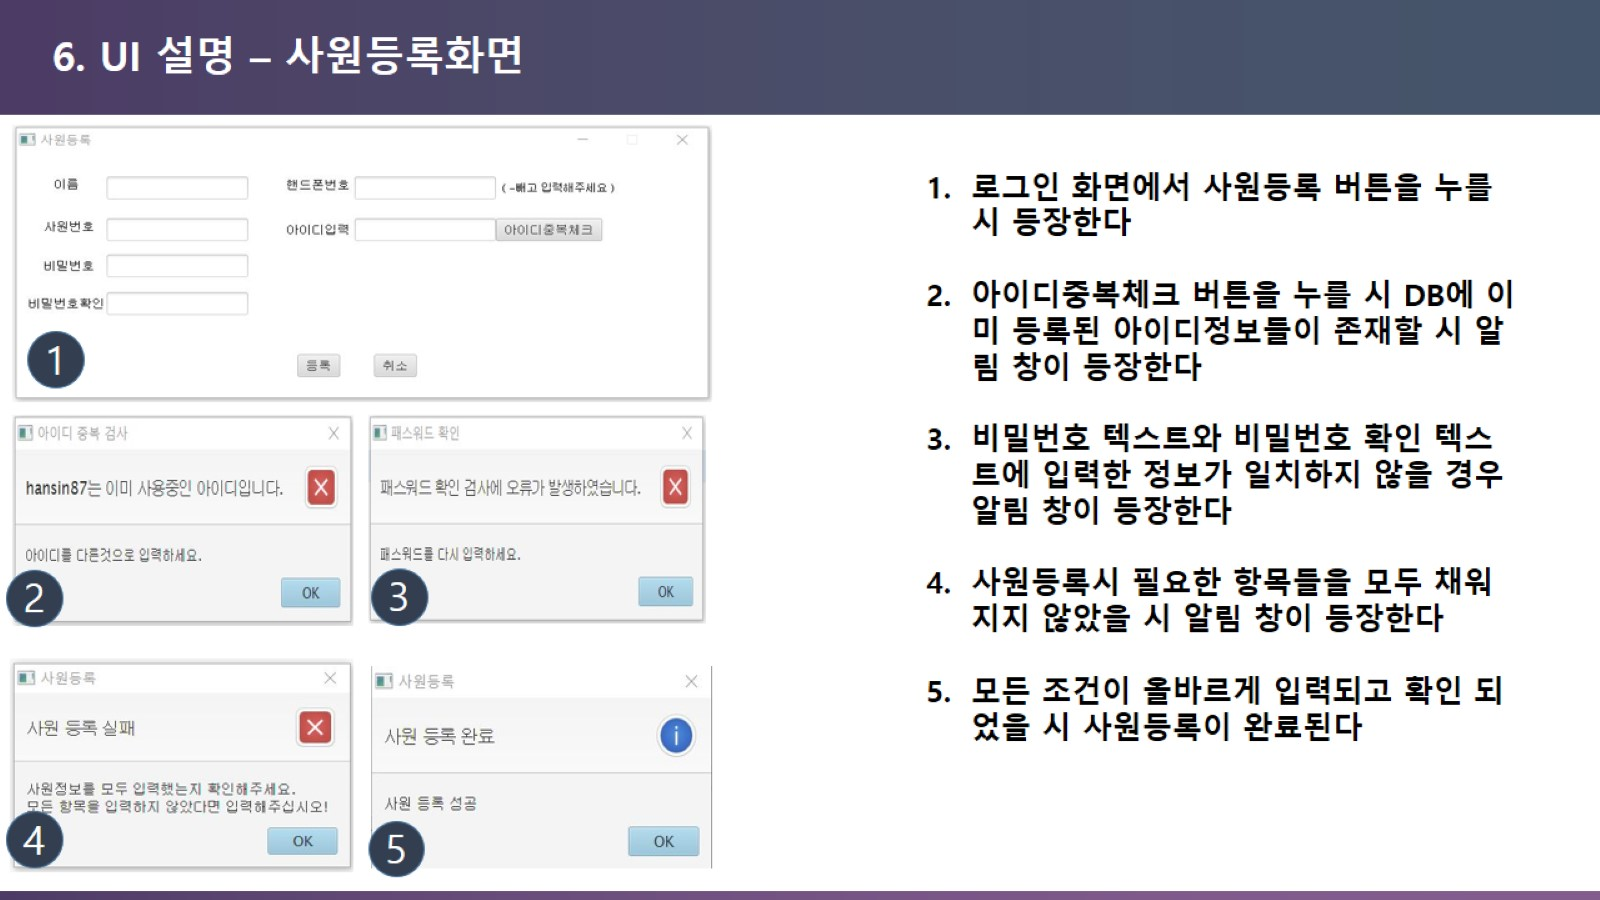 6. UI 설명 – 사원등록화면
사원등록
이름
핸드폰번호
( -빼고 입력해주세요 )
사원번호
아이디입력
아이디중복체크
비밀번호
비밀번호확인
등록
취소
1
아이디 중복 검사
hansin87는 이미 사용중인 아이디입니다.
아이디를 다른것으로 입력하세요.
OK
2
패스워드 확인
패스워드 확인 검사에 오류가 발생하였습니다.
패스워드를 다시 입력하세요.
OK
3
사원등록
사원 등록 실패
사원정보를 모두 입력했는지 확인해주세요.
모든 항목을 입력하지 않았다면 입력해주십시오!
OK
4
사원등록
사원 등록 완료
사원 등록 성공
OK
5
1. 로그인 화면에서 사원등록 버튼을 누를
시 등장한다
2. 아이디중복체크 버튼을 누를 시 DB에 이
미 등록된 아이디정보들이 존재할 시 알
림 창이 등장한다
3. 비밀번호 텍스트와 비밀번호 확인 텍스
트에 입력한 정보가 일치하지 않을 경우
알림 창이 등장한다
4. 사원등록시 필요한 항목들을 모두 채워
지지 않았을 시 알림 창이 등장한다
5. 모든 조건이 올바르게 입력되고 확인 되
었을 시 사원등록이 완료된다